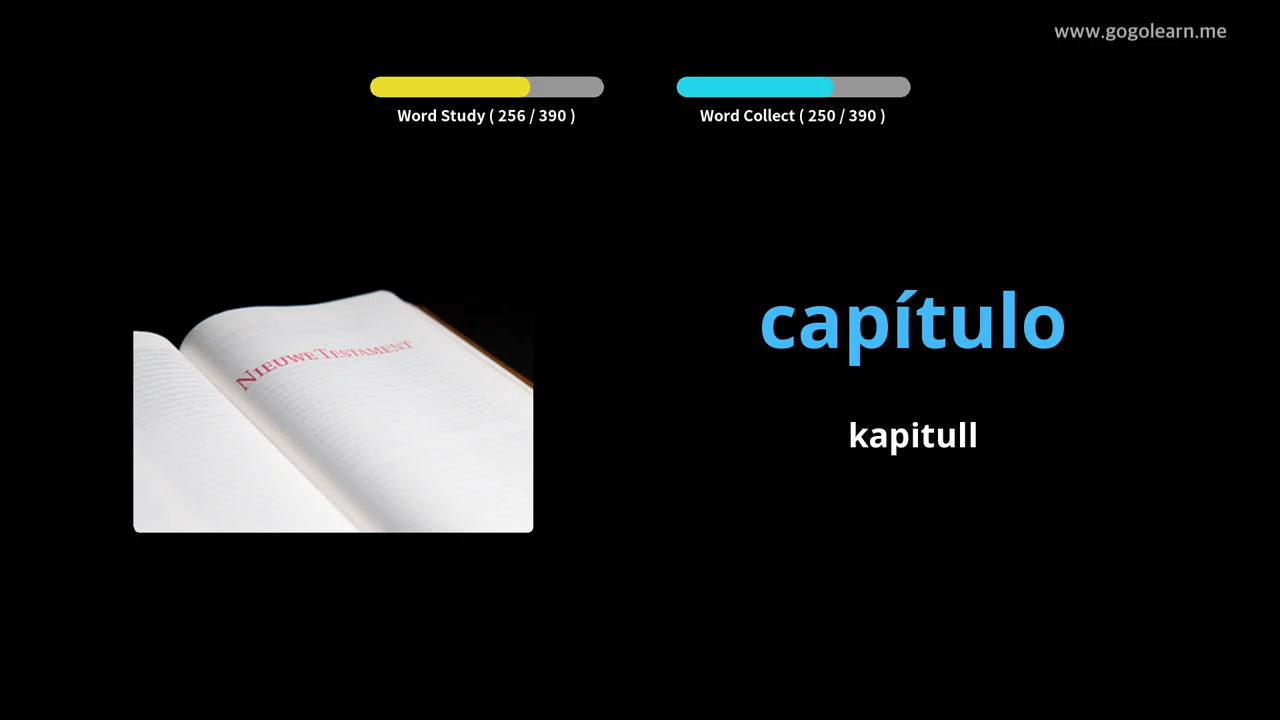 www.gogolearn.me
Word Study ( 256 / 390 )
Word Collect ( 250 / 390 )
NIEUWE TESTAMENT
capítulo
kapitull